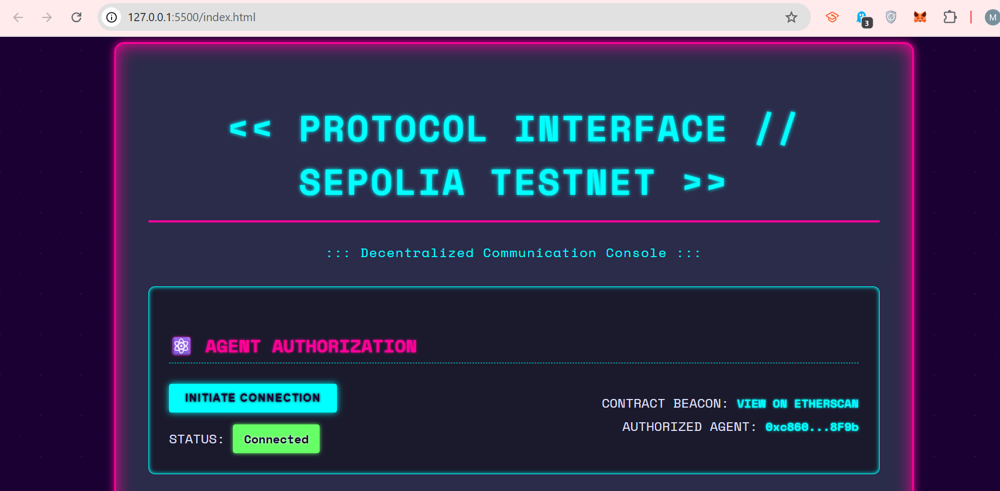 127.0.0.1:5500/index.html
3
M
<< PROTOCOL INTERFACE //
SEPOLIA TESTNET >>
::: Decentralized Communication Console :::
AGENT AUTHORIZATION
INITIATE CONNECTION
STATUS: Connected
CONTRACT BEACON: VIEW ON ETHERSCAN
AUTHORIZED AGENT: 0xc860...8F9b